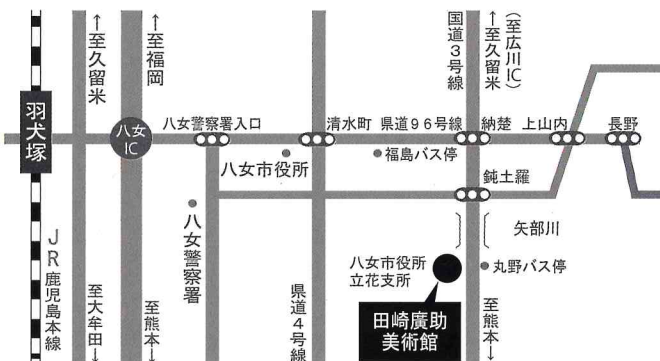 羽犬塚
JR鹿児島本線
↑至久留米
至大牟田↓
↑至福岡
八女
IC
至熊本↓
八女警察署入口
八女市役所
八女警察署
清水町
県道4号線
県道96号線
福島バス停
国道3号線
↑至久留米
(至広川IC)
納楚
上山内
長野
鈍土羅
矢部川
八女市役所
立花支所
丸野バス停
田崎廣助
美術館
至熊本↓